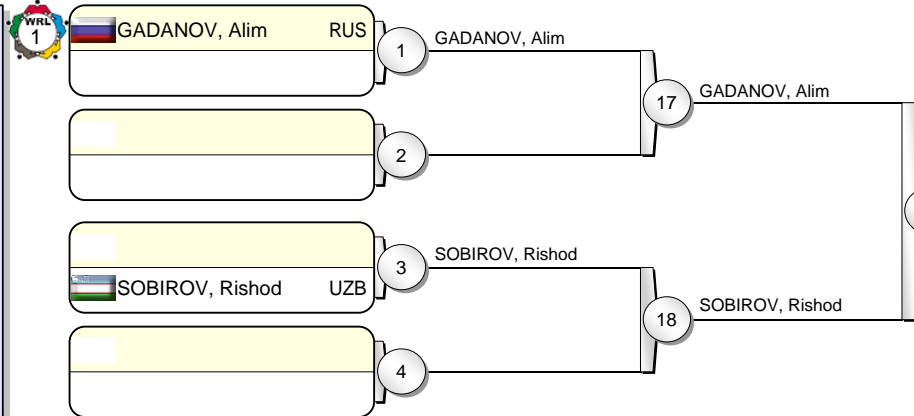 WRL
1
GADANOV, Alim RUS
1
GADANOV, Alim
17
GADANOV, Alim
2
3
SOBIROV, Rishod
SOBIROV, Rishod UZB
18
SOBIROV, Rishod
4